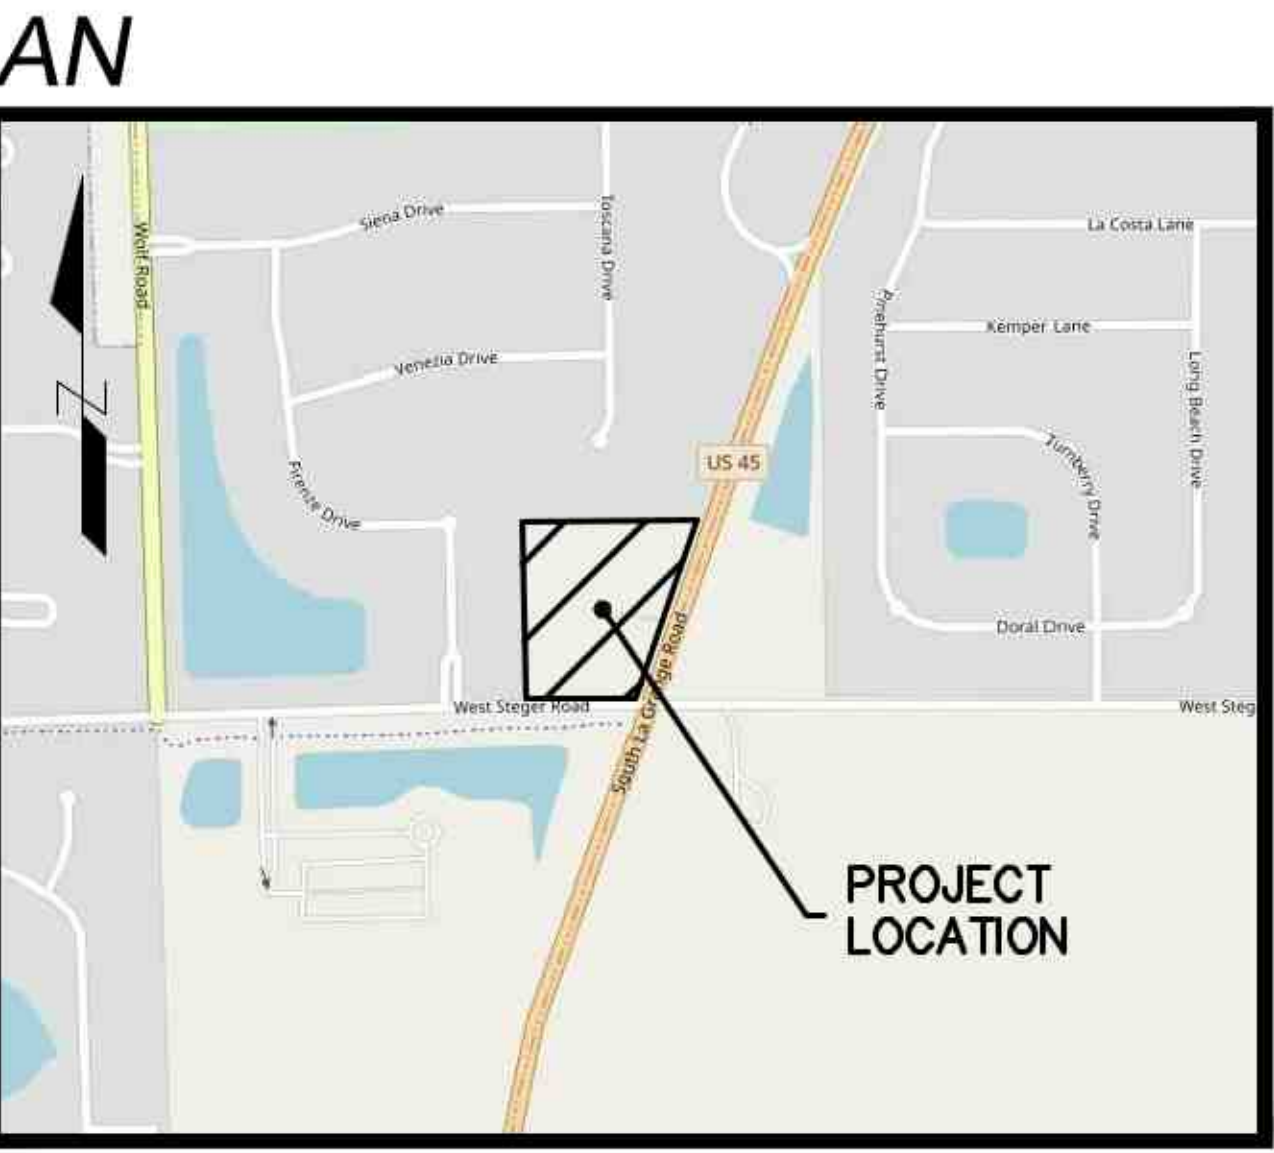 AN
Siena Drive
Toscana Drive
Wolf Road
La Costa Lane
Pinehurst Drive
Kemper Lane
Venezia Drive
Long Beach Drive
US 45
Turnberry Drive
Firenze Drive
Z
Doral Drive
South La Grange Road
West Steger Road
West Steg
PROJECT
LOCATION